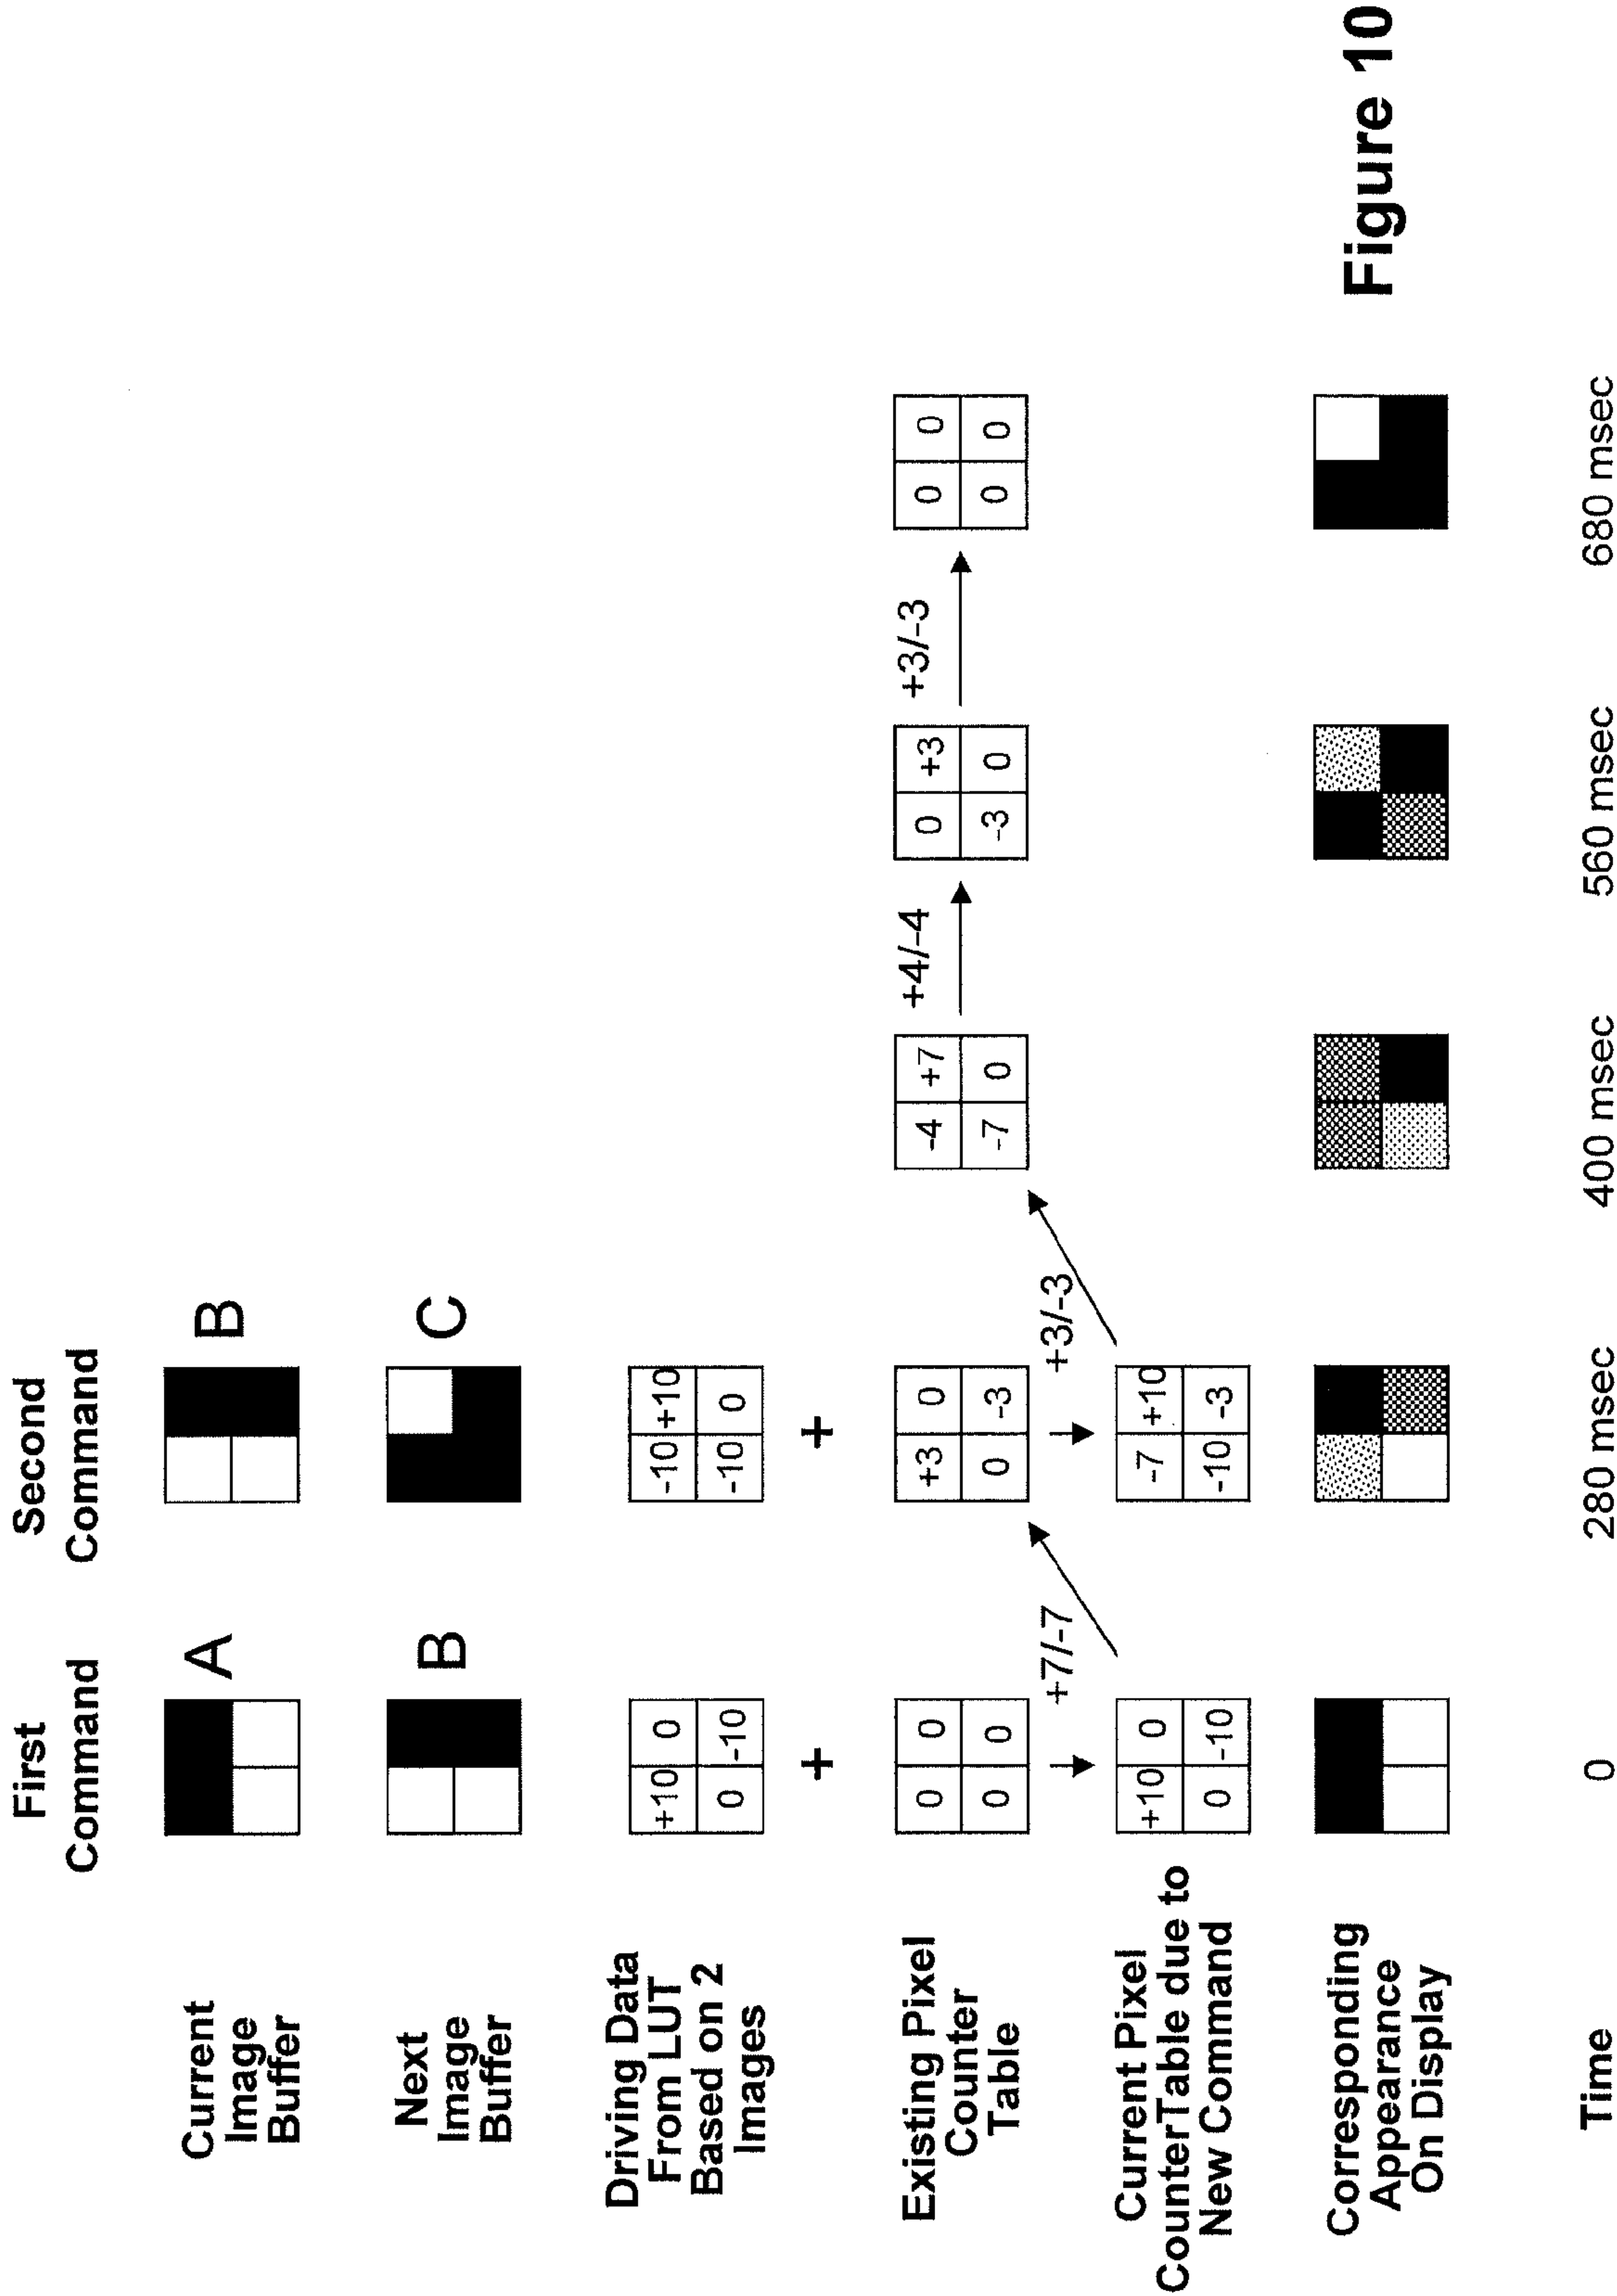 First
Command
Second
Command
Current
Image
Buffer
A
B
Next
Image
Buffer
B
C
Driving Data
From LUT
Based on 2
Images
+10 0
0 -10
-10 +10
-10 0
+
+
Existing Pixel
Counter
Table
0 0
0 0
+3 0
0 -3
-4 +7
-7 0
+4/-4
0 +3
-3 0
+3/-3
0 0
0 0
+7/-7
+3/-3
Current Pixel
CounterTable due to
New Command
+10 0
0 -10
-7 +10
-10 -3
Corresponding
Appearance
On Display
Time
0
280 msec
400 msec
560 msec
680 msec
Figure 10